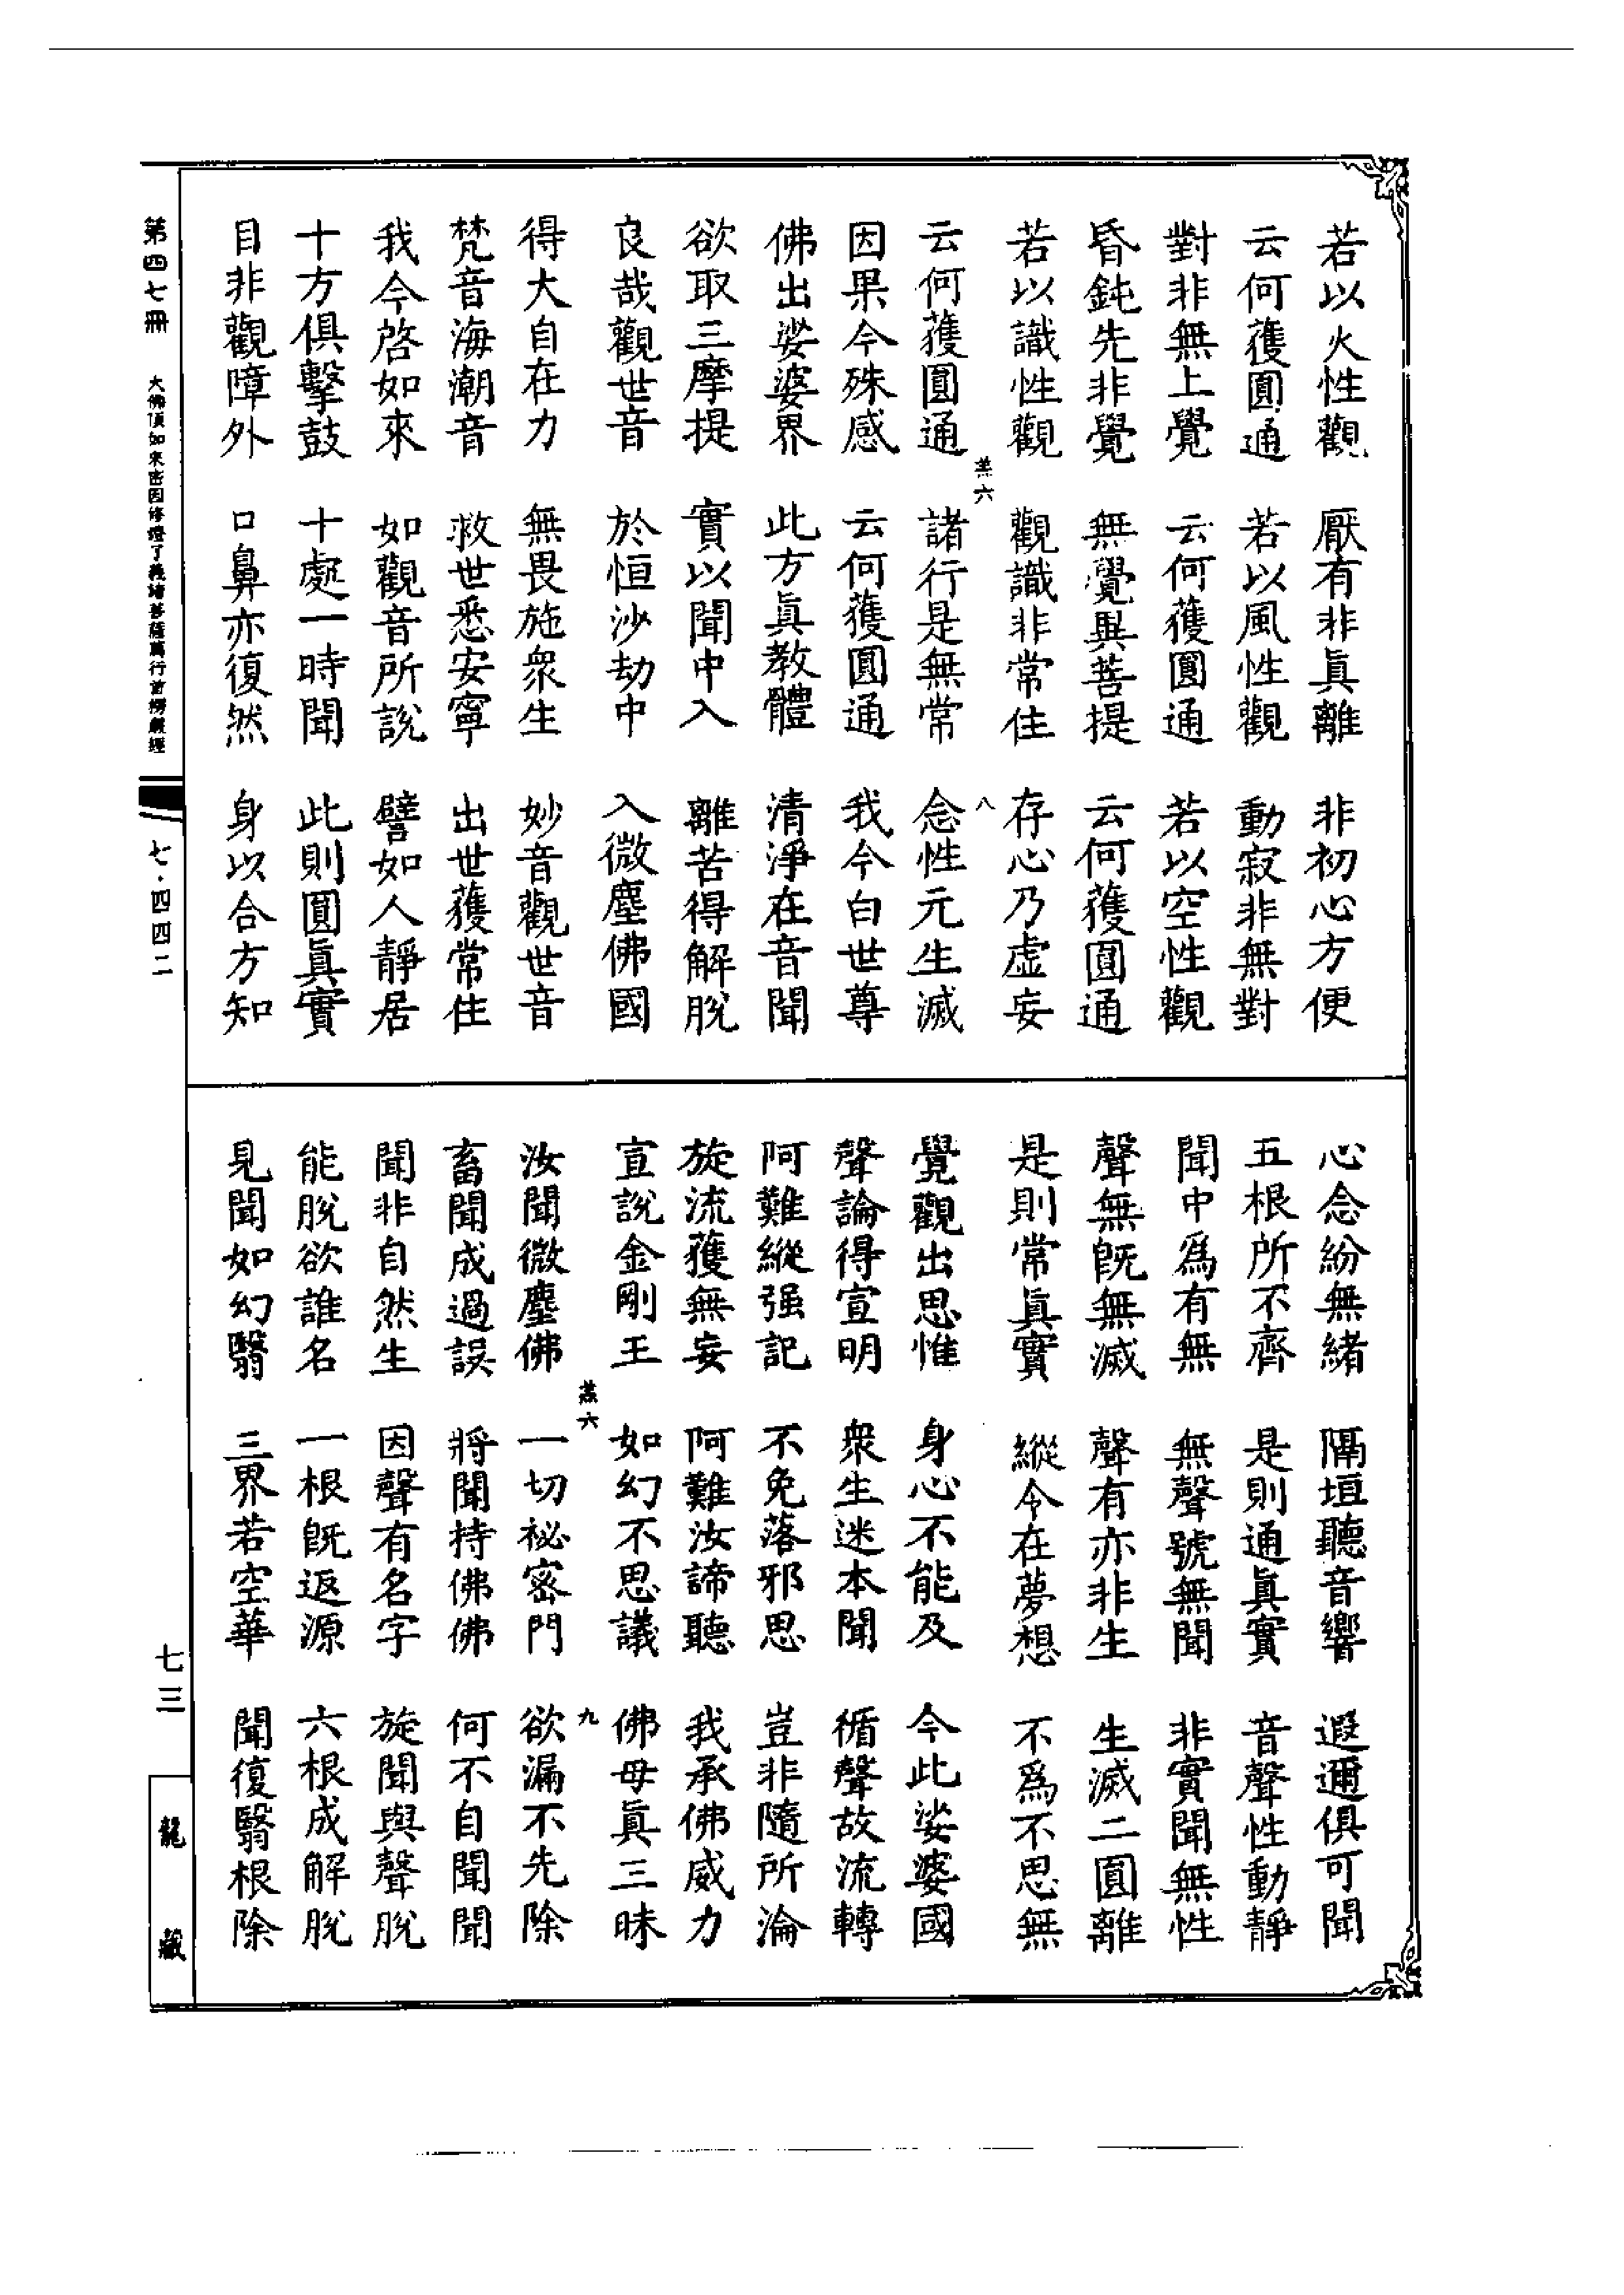 若以火性觀　厭有非眞離　非初心方便
云何獲圓通　若以風性觀　動寂非無對
對非無上覺　云何獲圓通　若以空性觀
昏鈍先非覺　無覺異菩提　云何獲圓通
若以識性觀　觀識非常住　存心乃虛妄
燕六　八
云何獲圓通　諸行是無常　念性元生滅
因果今殊感　云何獲圓通　我今白世尊
佛出娑婆界　此方眞教體　清淨在音聞
欲取三摩提　實以聞中入　離苦得解脫
良哉觀世音　於恒沙劫中　入微塵佛國
得大自在力　無畏施衆生　妙音觀世音
梵音海潮音　救世悉安寧　出世獲常住
我今啓如來　如觀音所說　譬如人靜居
十方俱擊鼓　十處一時聞　此則圓眞實
目非觀障外　口鼻亦復然　身以合方知
心念紛無緒　隔垣聽音響　遐邇俱可聞
五根所不齊　是則通眞實　音聲性動靜
聞中爲有無　無聲號無聞　非實聞無性
聲無旣無滅　聲有亦非生　生滅二圓離
是則常眞實　縱令在夢想　不爲不思無
覺觀出思惟　身心不能及　今此娑婆國
聲論得宣明　衆生迷本聞　循聲故流轉
阿難縱强記　不免落邪思　豈非隨所淪
旋流獲無妄　阿難汝諦聽　我承佛威力
宣說金剛王　如幻不思議　佛母眞三昧
燕六　九
汝聞微塵佛　一切祕密門　欲漏不先除
畜聞成過誤　將聞持佛佛　何不自聞聞
聞非自然生　因聲有名字　旋聞與聲脫
能脫欲誰名　一根旣返源　六根成解脫
見聞如幻翳　三界若空華　聞復翳根除
第四七冊　大佛頂如來密因修證了義諸菩薩萬行首楞嚴經　七·四四二
七三
龍藏